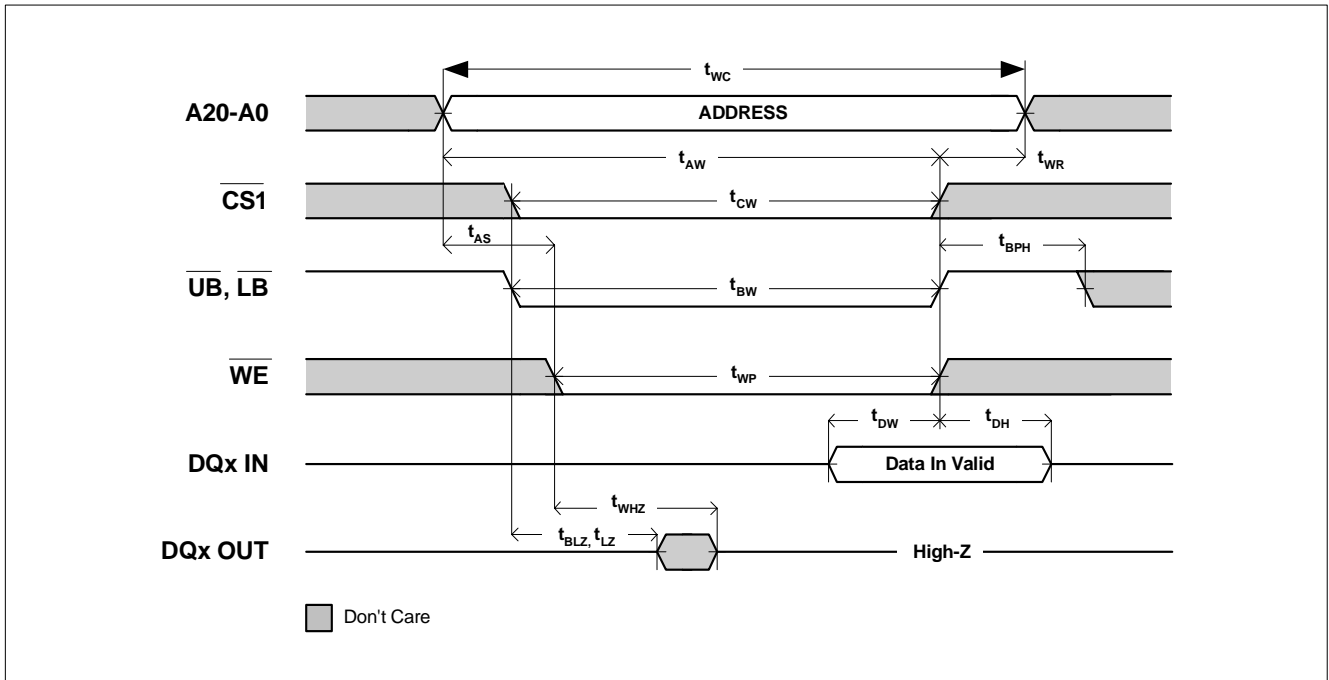 tWC
A20-A0 ADDRESS
tAW tWR
CS1 tCW
tAS tBPH
UB, LB tBW
WE tWP
tDW tDH
DQx IN Data In Valid
tWHZ
tBLZ, tLZ
DQx OUT High-Z
Don't Care